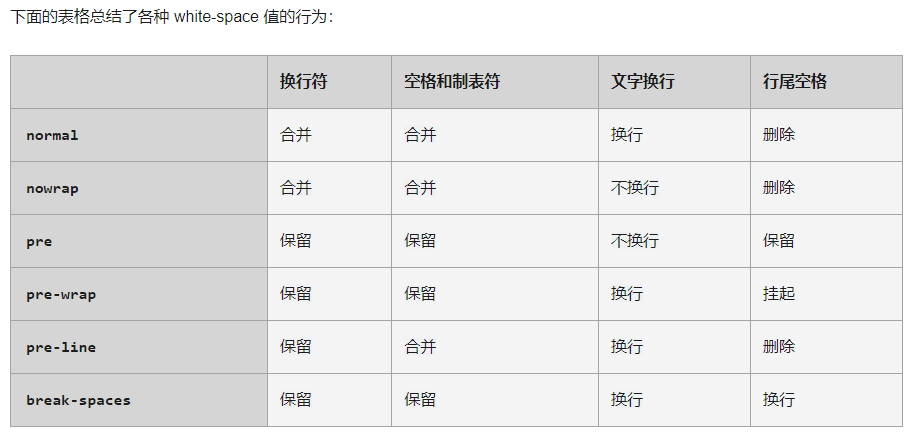 下面的表格总结了各种 white-space 值的行为：
换行符 空格和制表符 文字换行 行尾空格
normal 合并 合并 换行 删除
nowrap 合并 合并 不换行 删除
pre 保留 保留 不换行 保留
pre-wrap 保留 保留 换行 挂起
pre-line 保留 合并 换行 删除
break-spaces 保留 保留 换行 换行